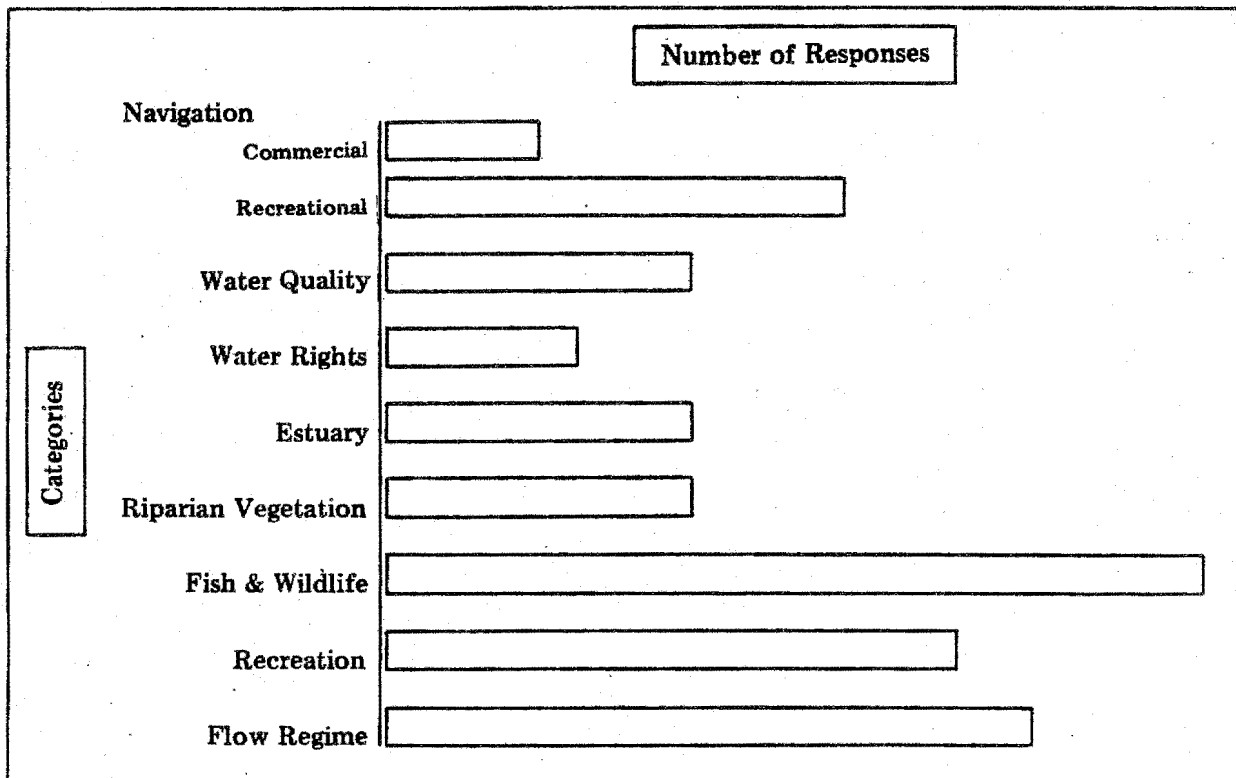 Number of Responses
Navigation
Commercial
Recreational
Water Quality
Water Rights
Estuary
Riparian Vegetation
Fish & Wildlife
Recreation
Flow Regime
Categories